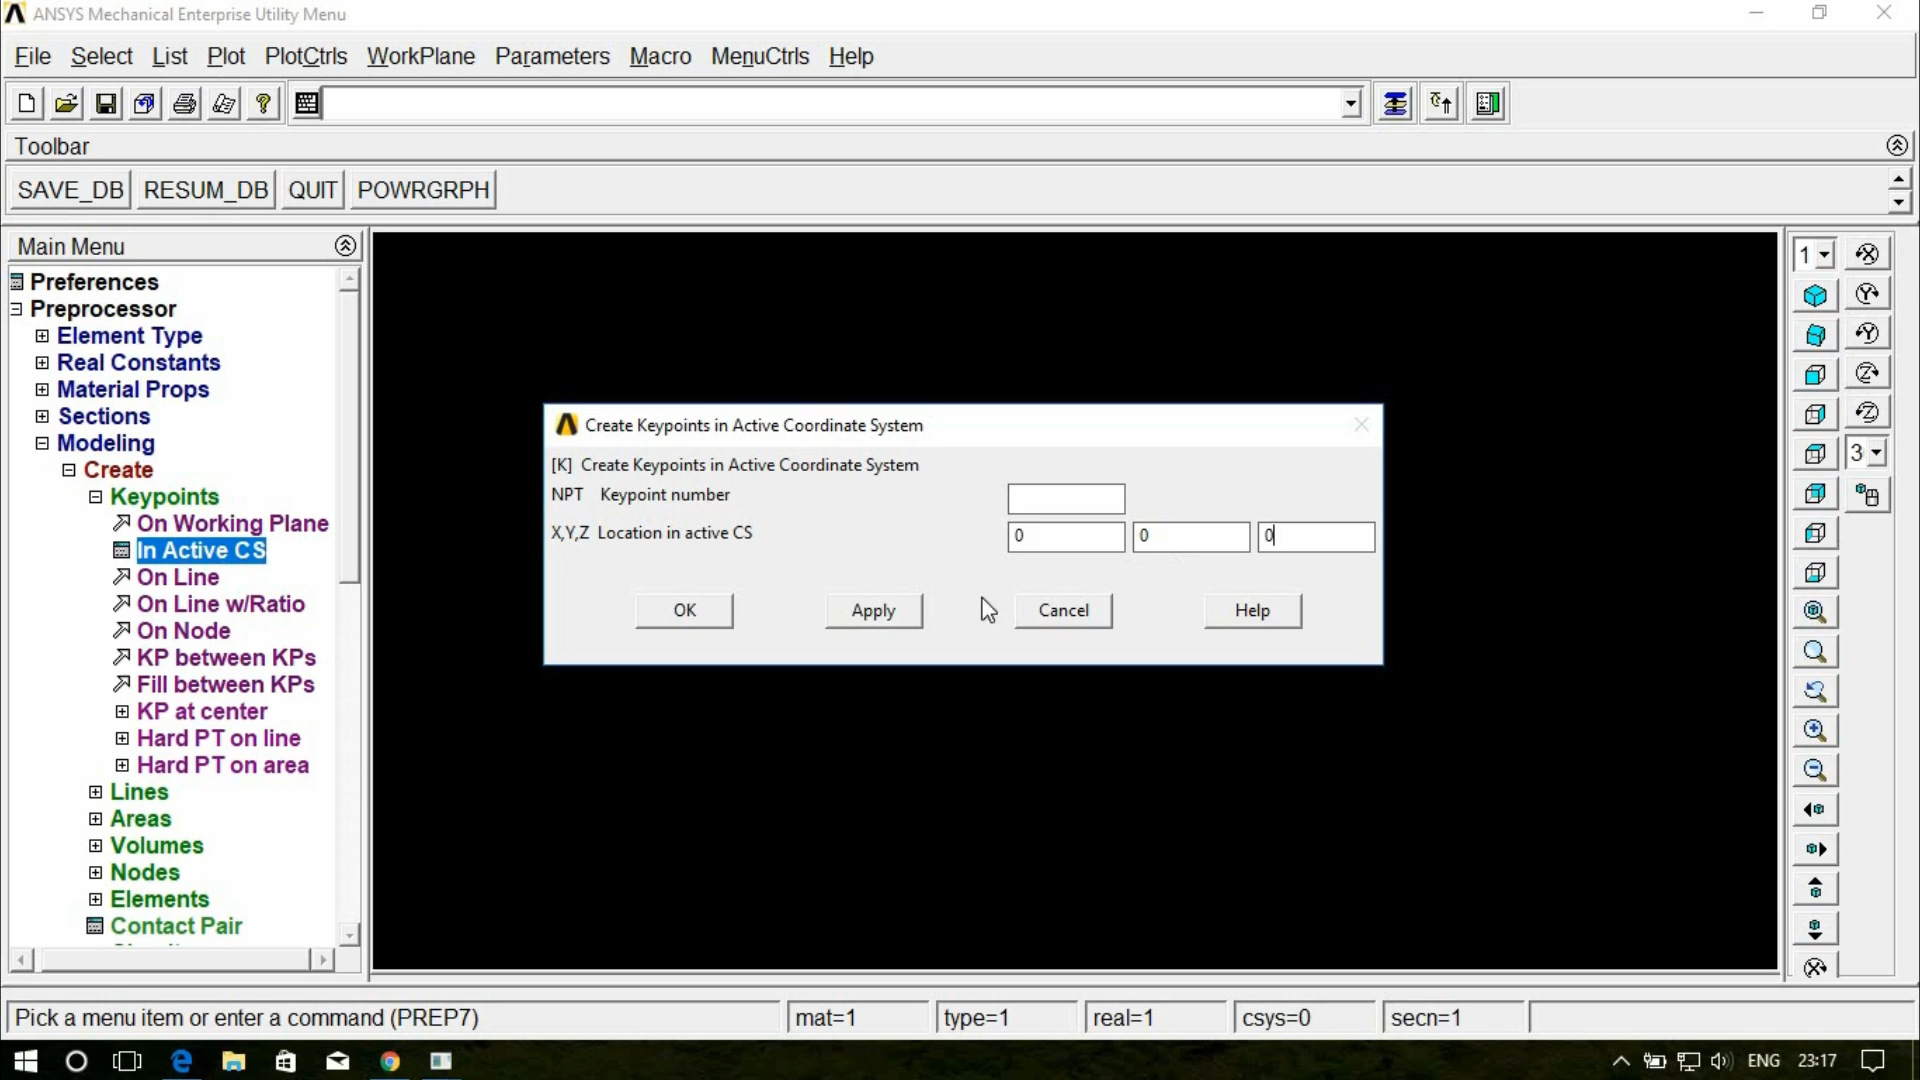 ANSYS Mechanical Enterprise Utility Menu
File Select List Plot PlotCtrls WorkPlane Parameters Macro MenuCtrls Help
Toolbar
SAVE_DB RESUM_DB QUIT POWRGRPH
Main Menu
Preferences
Preprocessor
Element Type
Real Constants
Material Props
Sections
Modeling
Create
Keypoints
On Working Plane
In Active CS
On Line
On Line w/Ratio
On Node
KP between KPs
Fill between KPs
KP at center
Hard PT on line
Hard PT on area
Lines
Areas
Volumes
Nodes
Elements
Contact Pair
Create Keypoints in Active Coordinate System
[K] Create Keypoints in Active Coordinate System
NPT Keypoint number
X,Y,Z Location in active CS 0 0 0
OK Apply Cancel Help
1
3
Pick a menu item or enter a command (PREP7) mat=1 type=1 real=1 csys=0 secn=1
ENG 23:17